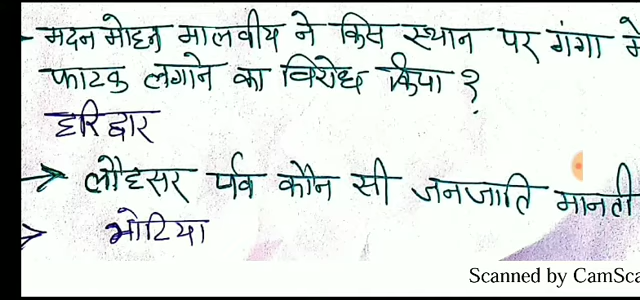 मदन मोहन मालवीय ने किस स्थान पर गंगा मे
फाटक लगाने का विरोध किया ?
हरिद्वार
→ लौहसर पर्व कौन सी जनजाति मानती
भोटिया
Scanned by CamSca